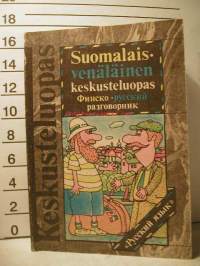 Keskusteluopas
Suomalais-
venäläinen
keskusteluopas
Финско-русский
разговорник
«Русский язык»
18
16
14
12
10
8
6
4
2
0